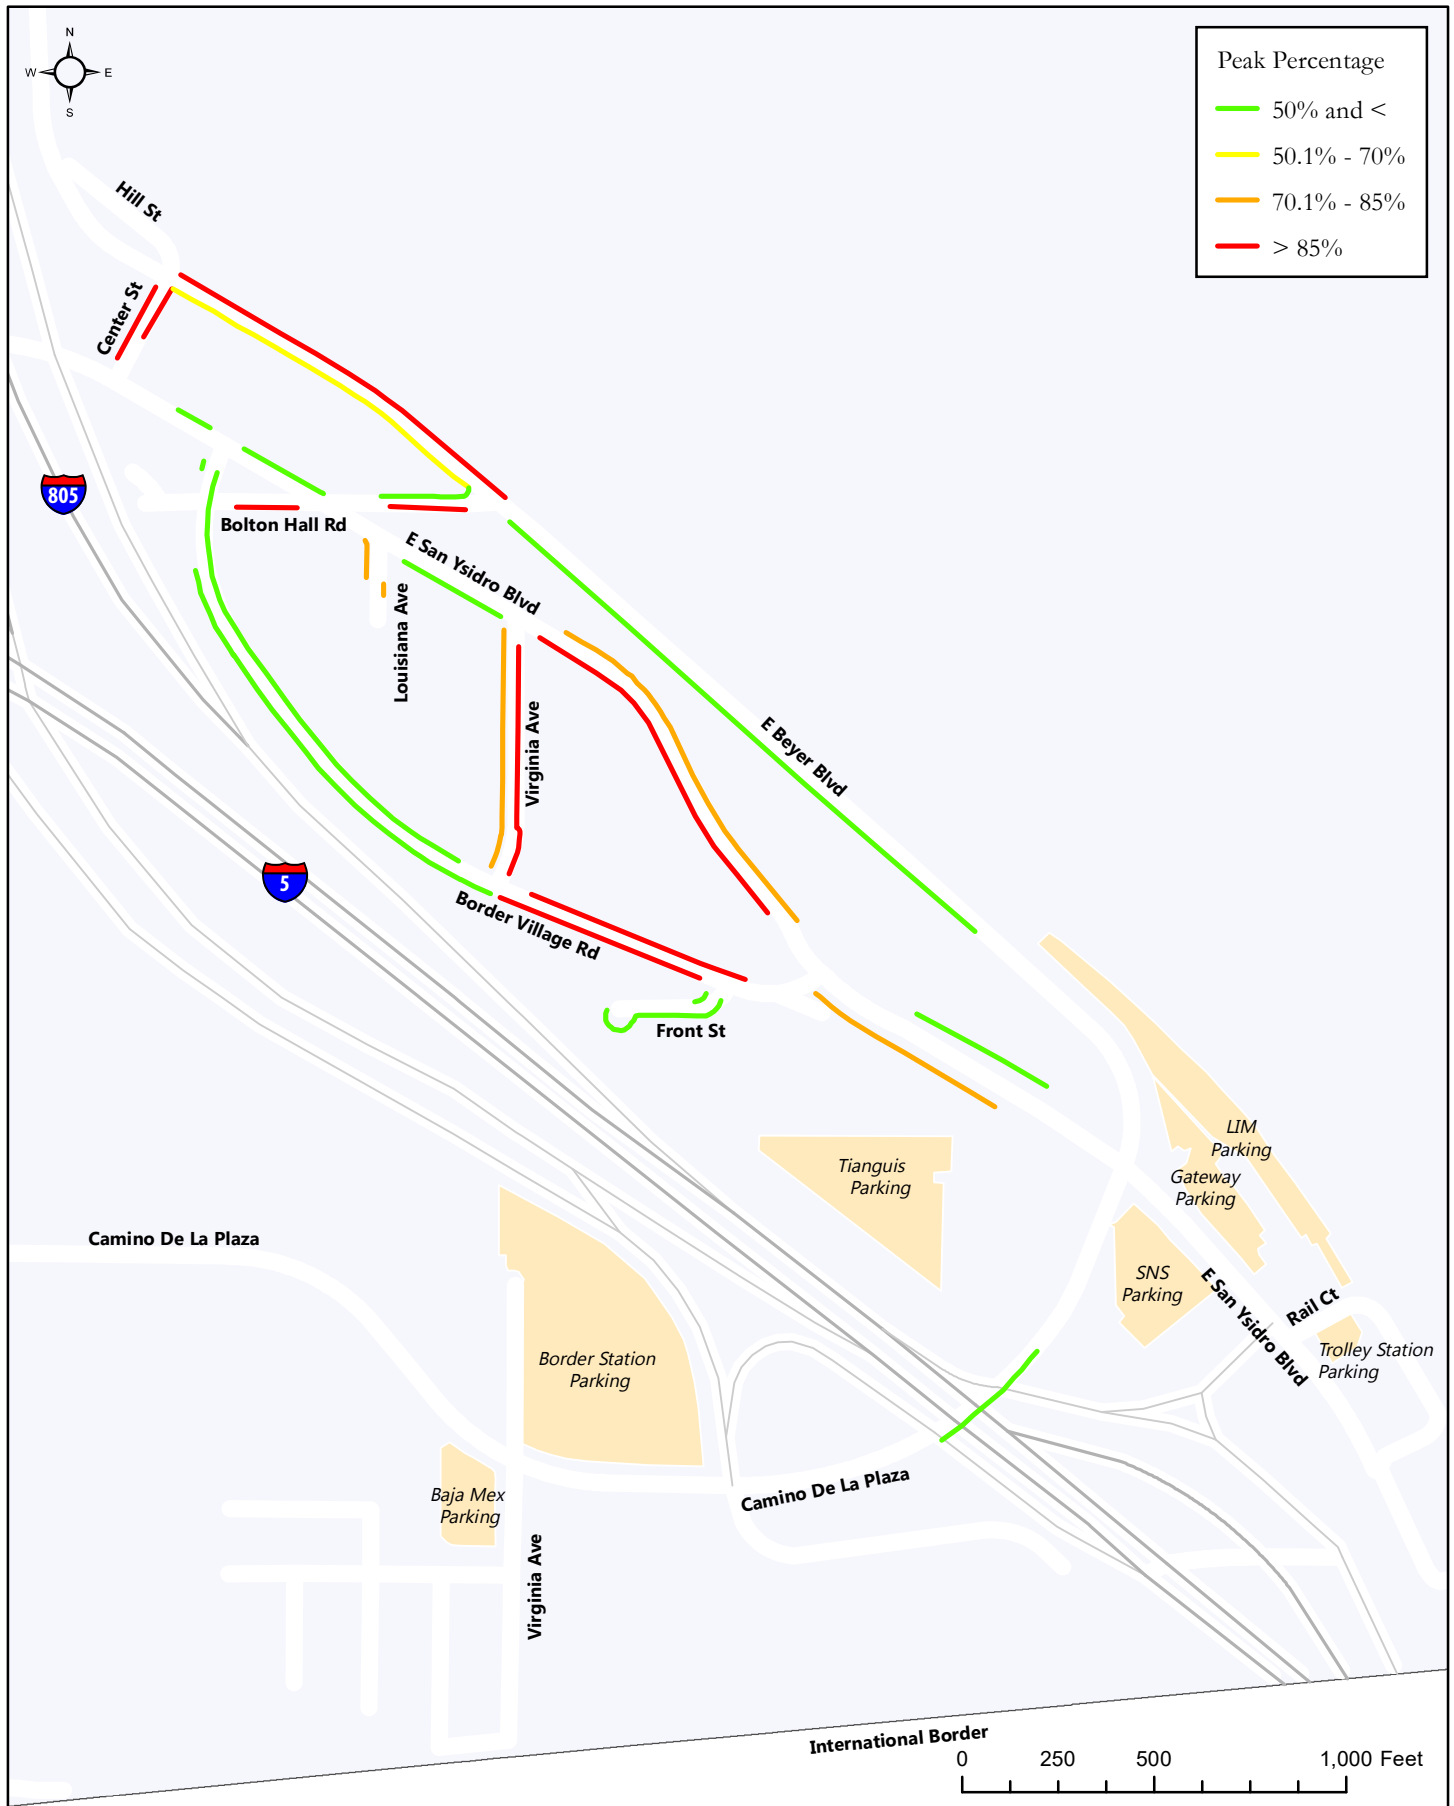 N
W
E
S
Peak Percentage
50% and <
50.1% - 70%
70.1% - 85%
> 85%
Hill St
Center St
805
Bolton Hall Rd
E San Ysidro Blvd
Louisiana Ave
Virginia Ave
E Beyer Blvd
5
Border Village Rd
Front St
LIM
Parking
Tianguis
Parking
Gateway
Parking
Camino De La Plaza
SNS
Parking
E San Ysidro Blvd
Rail Ct
Trolley Station
Parking
Border Station
Parking
Baja Mex
Parking
Camino De La Plaza
Virginia Ave
International Border
0
250
500
1,000 Feet